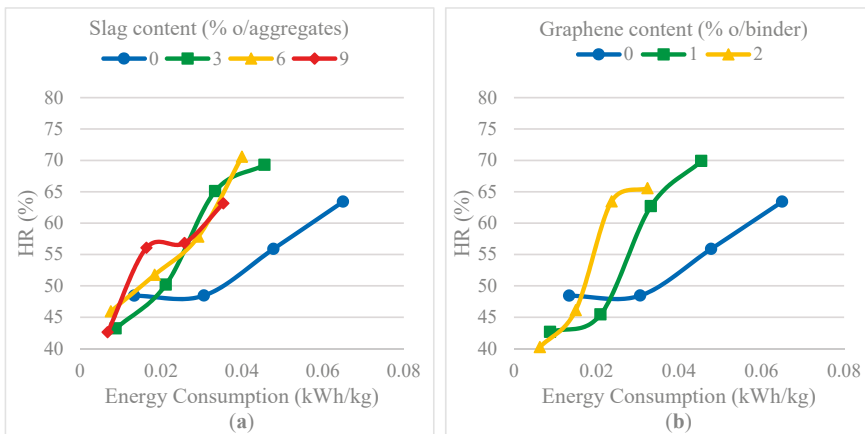 Slag content (% o/aggregates)
0 3 6 9
80
75
70
65
60
55
50
45
40
HR (%)
0 0.02 0.04 0.06 0.08
Energy Consumption (kWh/kg)
(a)
Graphene content (% o/binder)
0 1 2
80
75
70
65
60
55
50
45
40
HR (%)
0 0.02 0.04 0.06 0.08
Energy Consumption (kWh/kg)
(b)